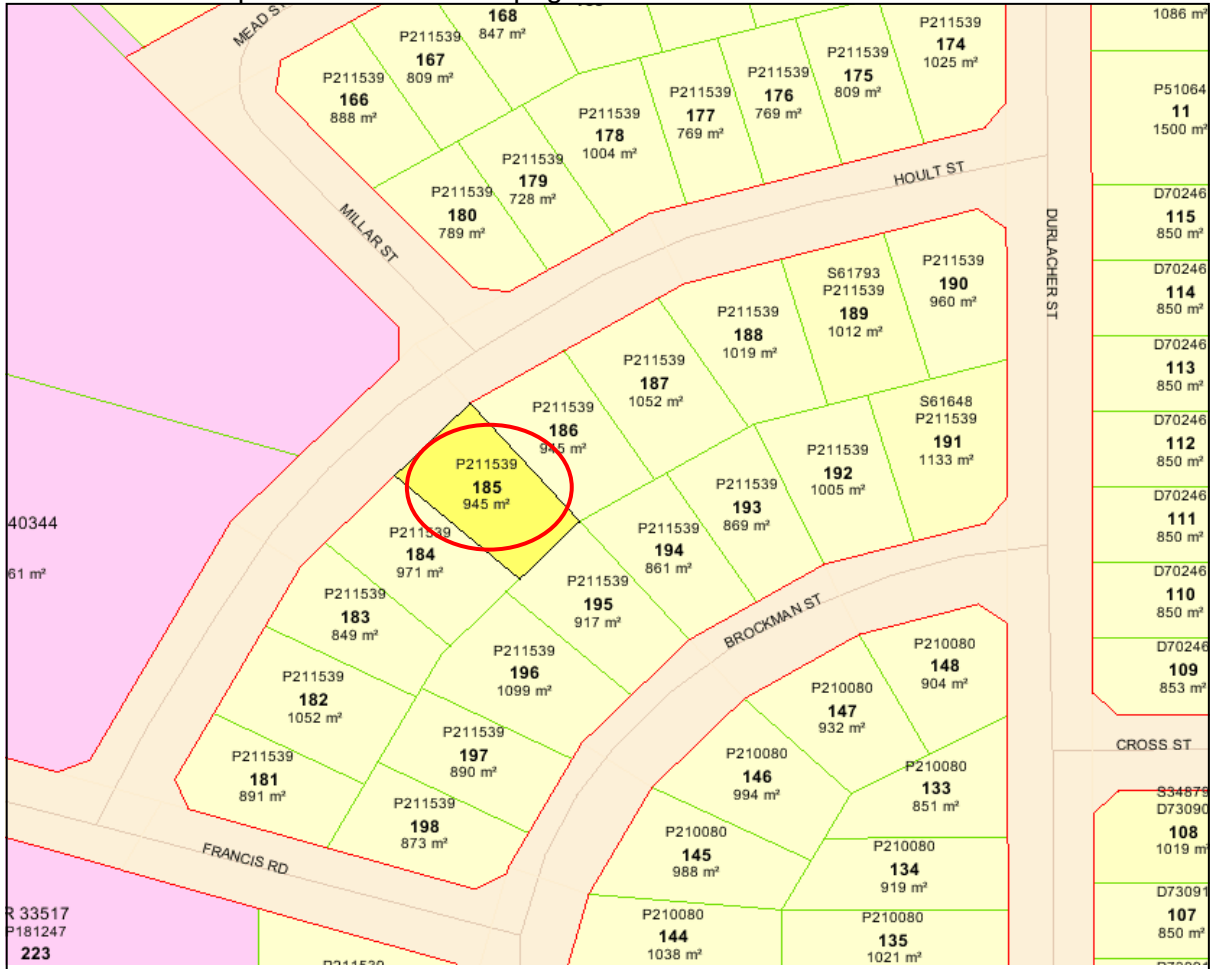 MEAD ST
168
847 m²
P211539
167
809 m²
P211539
166
888 m²
P211539
174
1025 m²
P211539
175
809 m²
P211539
176
769 m²
P211539
177
769 m²
P211539
178
1004 m²
P211539
179
728 m²
P211539
180
789 m²
1086 m²
P51064
11
1500 m²
HOULT ST
MILLAR ST
DURLACHER ST
D70246
115
850 m²
D70246
114
850 m²
D70246
113
850 m²
D70246
112
850 m²
D70246
111
850 m²
D70246
110
850 m²
D70246
109
853 m²
P211539
190
960 m²
S61793
P211539
189
1012 m²
P211539
188
1019 m²
P211539
187
1052 m²
P211539
186
945 m²
P211539
185
945 m²
S61648
P211539
191
1133 m²
P211539
192
1005 m²
P211539
193
869 m²
P211539
194
861 m²
P211539
195
917 m²
P211539
184
971 m²
P211539
183
849 m²
P211539
196
1099 m²
P211539
182
1052 m²
P211539
197
890 m²
P211539
181
891 m²
P211539
198
873 m²
40344
61 m²
BROCKMAN ST
P210080
148
904 m²
P210080
147
932 m²
P210080
146
994 m²
P210080
133
851 m²
P210080
145
988 m²
P210080
134
919 m²
P210080
144
1038 m²
P210080
135
1021 m²
CROSS ST
S34879
D73090
108
1019 m²
D73091
107
850 m²
FRANCIS RD
R 33517
P181247
223
P211539